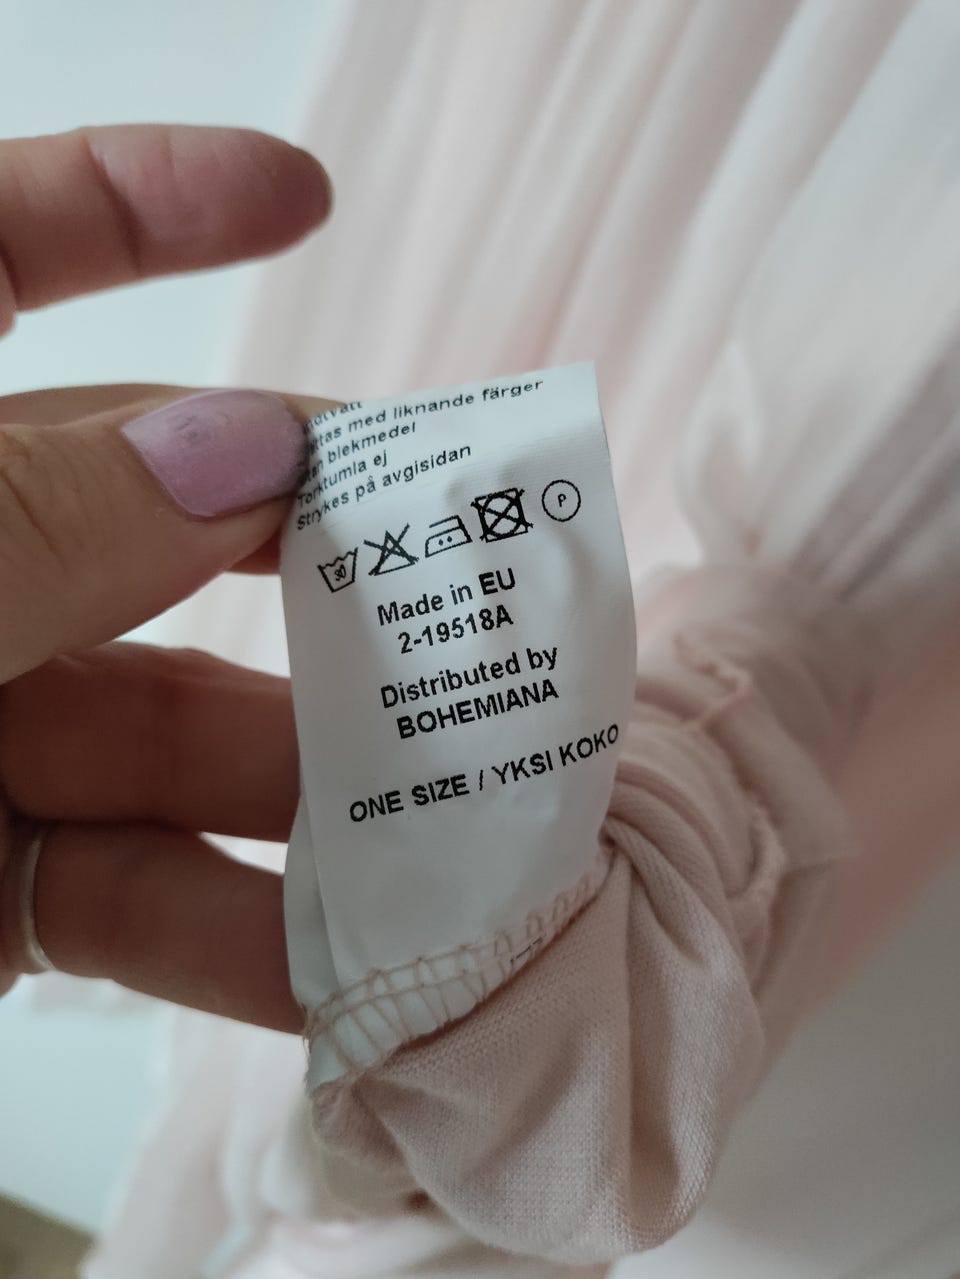 med liknande färger
blekmedel
Torktumla ej
Strykes på avgisidan
30 P
Made in EU
2-19518A
Distributed by
BOHEMIANA
ONE SIZE / YKSI KOKO